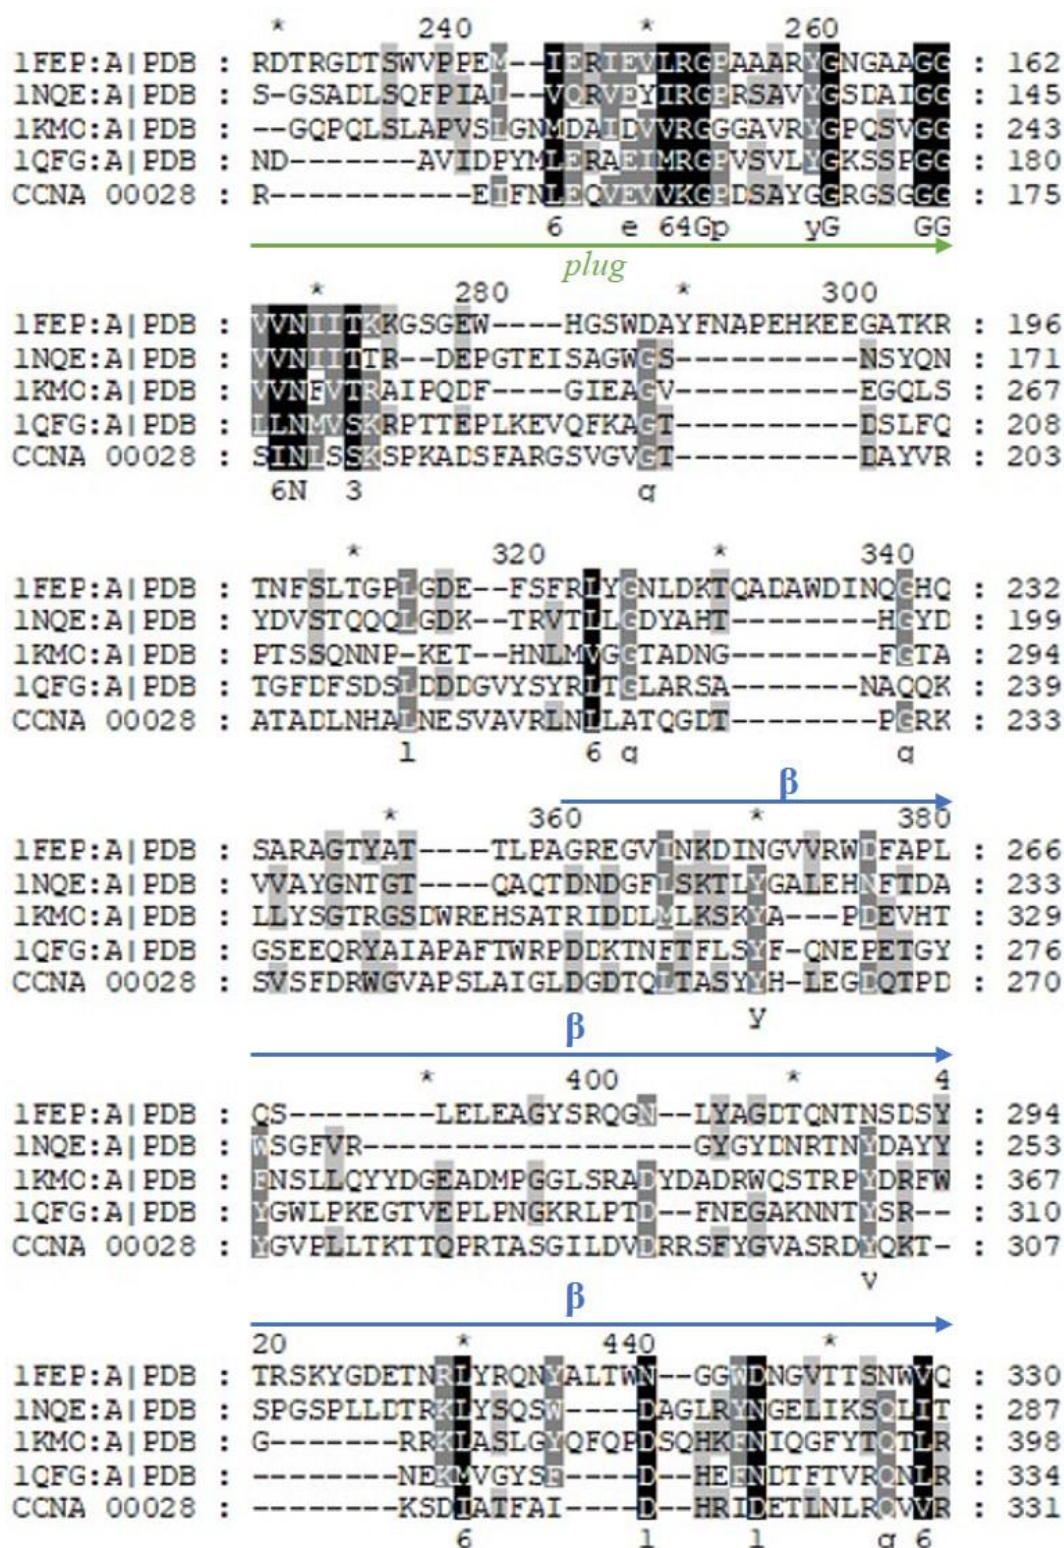 * 240 * 260
1FEP:A|PDB : RDTRGDTSWVPPEM--IERIEVLRGPAAARYGNGAAGG : 162
1NQE:A|PDB : S-GSADLSQFPIAL--VQRVEYIRGPRSAVYGSDAIGG : 145
1KMO:A|PDB : --GQPQLSLAPVSLGNMDAIDVVRGGGAVRYGPQSVGG : 243
1QFG:A|PDB : ND-------AVIDPYMLERAEIMRGPVSVLYGKSSPGG : 180
CCNA 00028 : R-----------EIFNLEQVEVVKGPDSAYGGRGSGGG : 175
6 e 64Gp yG GG
plug
* 280 * 300
1FEP:A|PDB : VVNIITKKGSGEW----HGSWDAYFNAPEHKEEGATKR : 196
1NQE:A|PDB : VVNIITTR--DEPGTEISAGWGS----------NSYQN : 171
1KMO:A|PDB : VVNFVTRAIPQDF----GIEAGV----------EGQLS : 267
1QFG:A|PDB : LLNMVSKRPTTEPLKEVQFKAGT----------DSLFQ : 208
CCNA 00028 : SINLSSKSPKADSFARGSVGVGT----------DAYVR : 203
6N 3 g
* 320 * 340
1FEP:A|PDB : TNFSLTGPLGDE--FSFRLYGNLDKTQADAWDINQGHQ : 232
1NQE:A|PDB : YDVSTQQQLGDK--TRVTLLGDYAHT--------HGYD : 199
1KMO:A|PDB : PTSSQNNP-KET--HNLMVGGTADNG--------FGTA : 294
1QFG:A|PDB : TGFDFSDSLDDDGVYSYRLTGLARSA-------NAQQK : 239
CCNA 00028 : ATADLNHALNESVAVRLNLLATQGDT--------PGRK : 233
l 6 g g
β
* 360 * 380
1FEP:A|PDB : SARAGTYAT----TLPAGREGVINKDINGVVRWDFAPL : 266
1NQE:A|PDB : VVAYGNTGT----QAQTDNDGFLSKTLYGALEHNFTDA : 233
1KMO:A|PDB : LLYSGTRGSDWREHSATRIDDLMLKSKYA---PDEVHT : 329
1QFG:A|PDB : GSEEQRYAIAPAFTWRPDDKTNFTFLSYF-QNEPETGY : 276
CCNA 00028 : SVSFDRWGVAPSLAIGLDGDTQLTASYYH-LEGDQTPD : 270
y
β
* 400 * 4
1FEP:A|PDB : QS--------LELEAGYSRQGN--LYAGDTQNTNSDSY : 294
1NQE:A|PDB : WSGFVR------------------GYGYDNRTNYDAYY : 253
1KMO:A|PDB : FNSLLQYYDGEADMPGGLSRADYDADRWQSTRPYDRFW : 367
1QFG:A|PDB : YGWLPKEGTVEPLPNGKRLPTD--FNEGAKNNTYSR-- : 310
CCNA 00028 : YGVPLLTKTTQPRTASGILDVDRRSFYGVASRDYQKT- : 307
y
β
20 * 440 *
1FEP:A|PDB : TRSKYGDETNRLYRQNYALTWN--GGWDNGVTTSNWVQ : 330
1NQE:A|PDB : SPGSPLLDTRKLYSQSW----DAGLRYNGELIKSQLIT : 287
1KMO:A|PDB : G-------RRKLASLGYQFQPDSQHKFNIQGFYTQTLR : 398
1QFG:A|PDB : --------NEKMVGYSF----D--HEFNDTFTVRQNLR : 334
CCNA 00028 : --------KSDIATFAI----D--HRIDETLNLRQVVR : 331
6 1 1 q 6